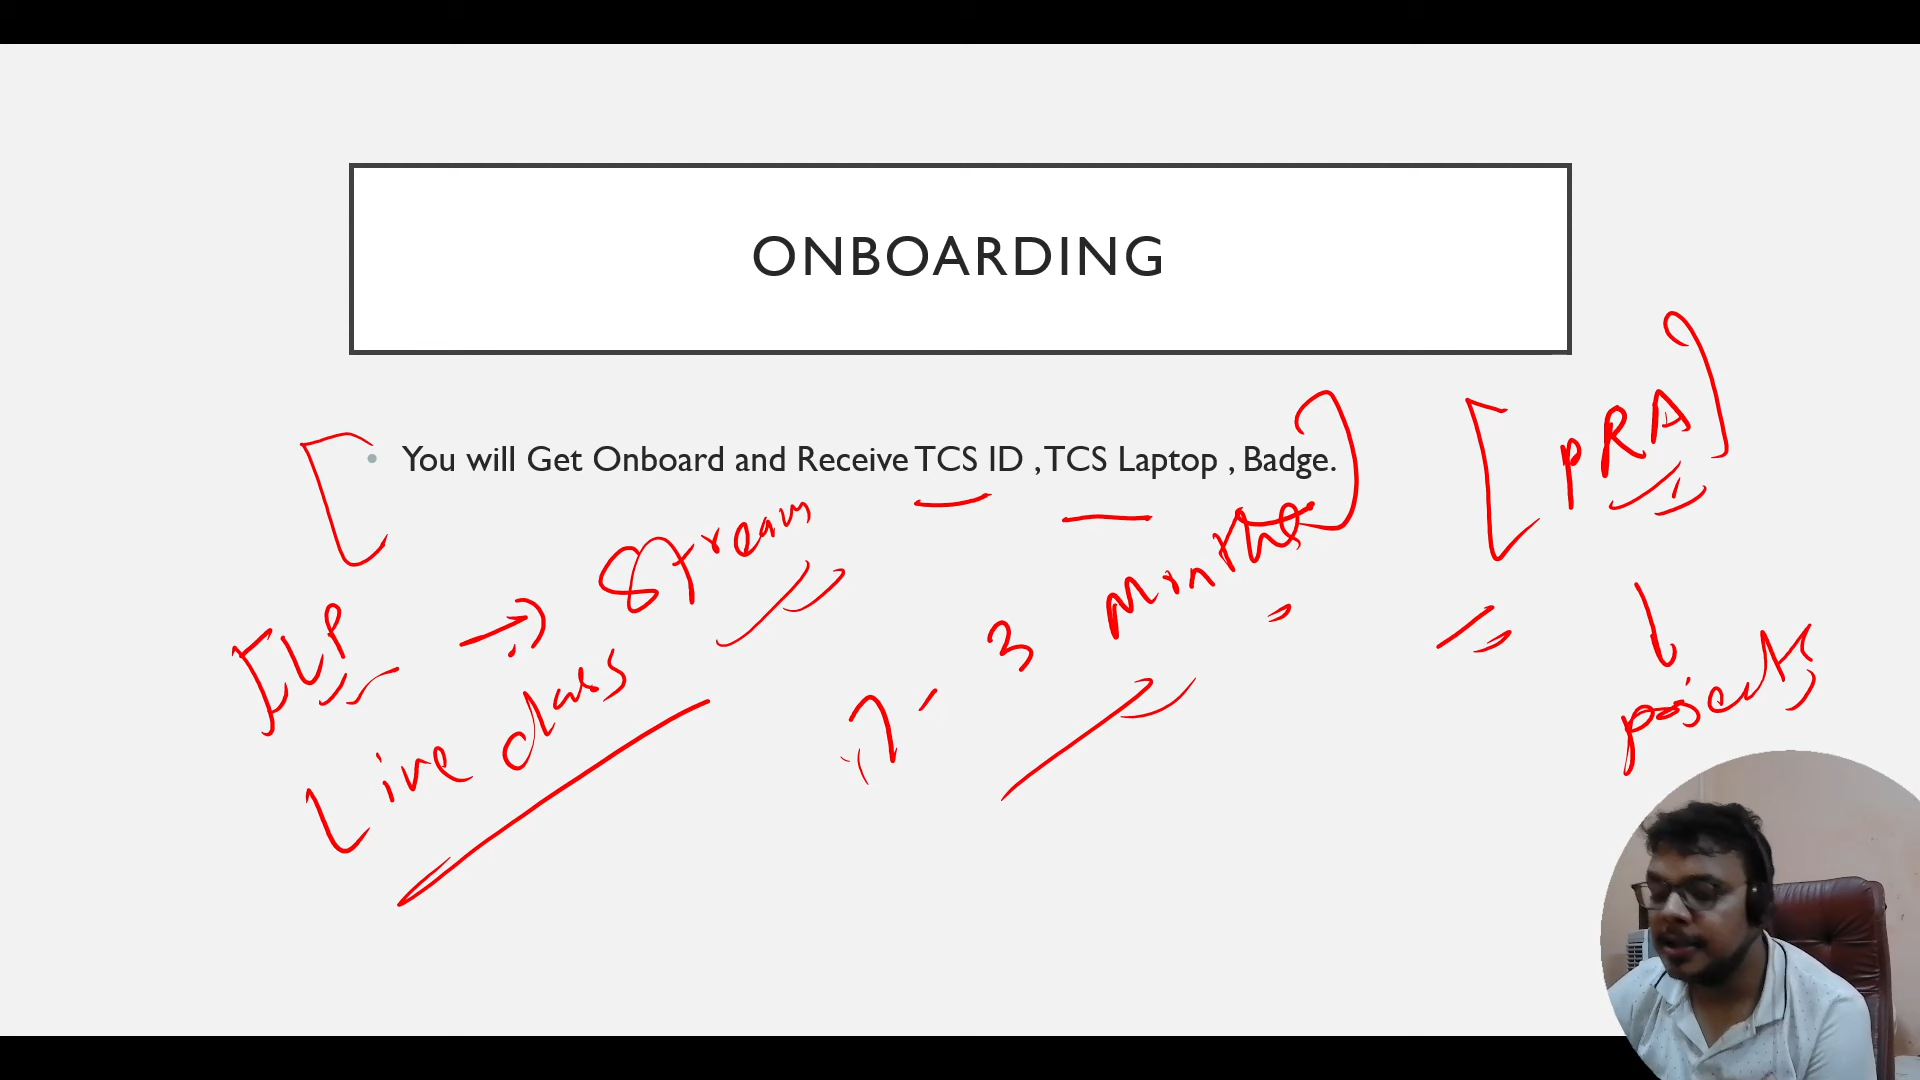 ONBOARDING
• You will Get Onboard and Receive TCS ID , TCS Laptop , Badge.
PRA
ILP → Stream
3 Months
Live class
projects